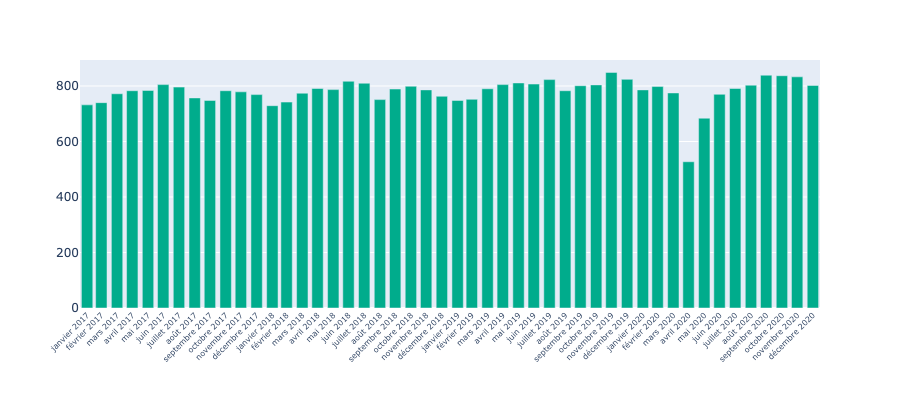 800
600
400
200
0
janvier 2017
février 2017
mars 2017
avril 2017
mai 2017
juin 2017
juillet 2017
août 2017
septembre 2017
octobre 2017
novembre 2017
décembre 2017
janvier 2018
février 2018
mars 2018
avril 2018
mai 2018
juin 2018
juillet 2018
août 2018
septembre 2018
octobre 2018
novembre 2018
décembre 2018
janvier 2019
février 2019
mars 2019
avril 2019
mai 2019
juin 2019
juillet 2019
août 2019
septembre 2019
octobre 2019
novembre 2019
décembre 2019
janvier 2020
février 2020
mars 2020
avril 2020
mai 2020
juin 2020
juillet 2020
août 2020
septembre 2020
octobre 2020
novembre 2020
décembre 2020